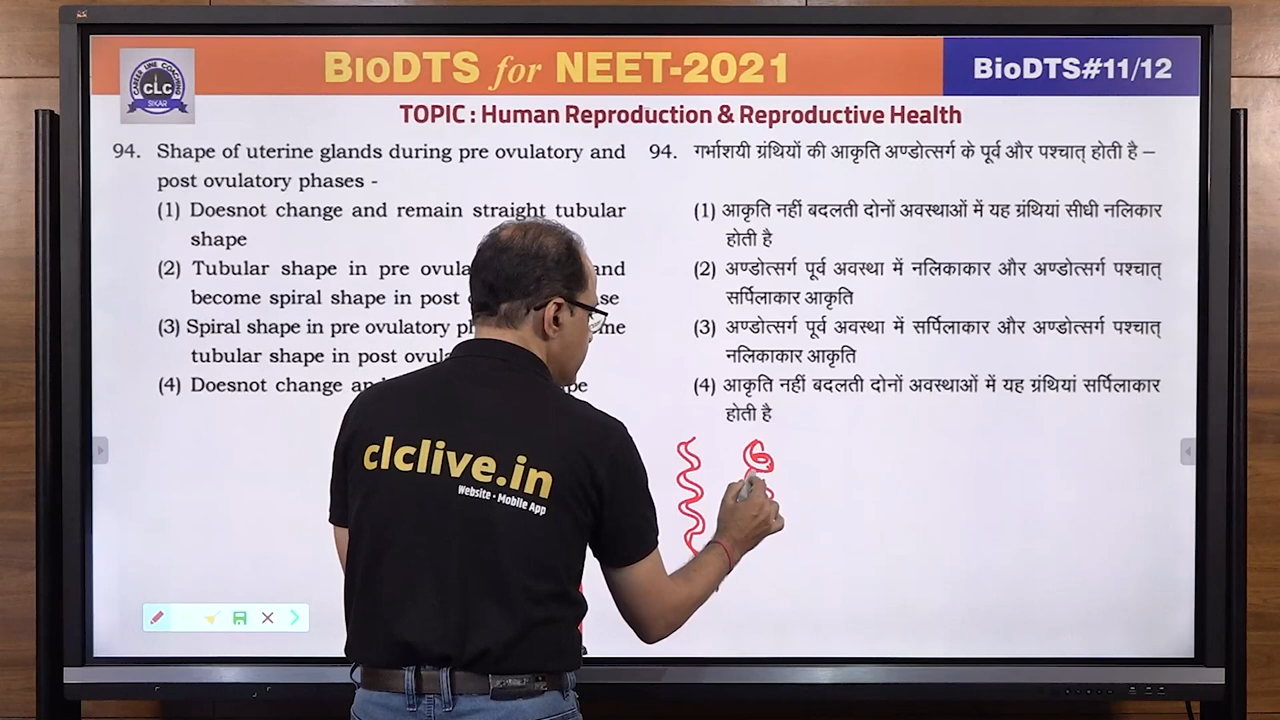 BIODTS for NEET-2021
BioDTS#11/12
CAREER LINE COACHING
CLC
SIKAR
TOPIC : Human Reproduction & Reproductive Health
94. Shape of uterine glands during pre ovulatory and
post ovulatory phases -
(1) Doesnot change and remain straight tubular
shape
(2) Tubular shape in pre and
become spiral shape in post
(3) Spiral shape in pre ovulatory
tubular shape in post
(4) Doesnot change
94. गर्भाशयी ग्रंथियों की आकृति अण्डोत्सर्ग के पूर्व और पश्चात् होती है –
(1) आकृति नहीं बदलती दोनों अवस्थाओं में यह ग्रंथियां सीधी नलिकार
होती है
(2) अण्डोत्सर्ग पूर्व अवस्था में नलिकाकार और अण्डोत्सर्ग पश्चात्
सर्पिलाकार आकृति
(3) अण्डोत्सर्ग पूर्व अवस्था में सर्पिलाकार और अण्डोत्सर्ग पश्चात्
नलिकाकार आकृति
(4) आकृति नहीं बदलती दोनों अवस्थाओं में यह ग्रंथियां सर्पिलाकार
होती है
clclive.in
Website • Mobile App